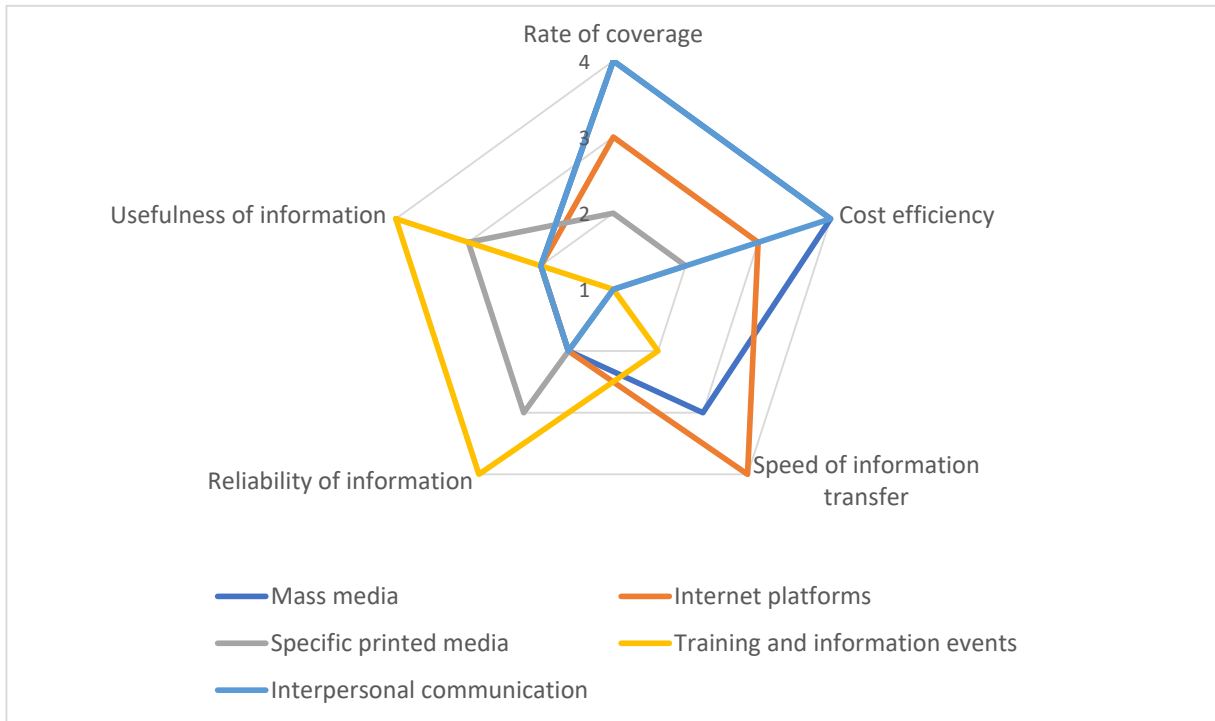 Rate of coverage
4
3
2
1
Usefulness of information
Cost efficiency
Reliability of information
Speed of information
transfer
Mass media
Internet platforms
Specific printed media
Training and information events
Interpersonal communication